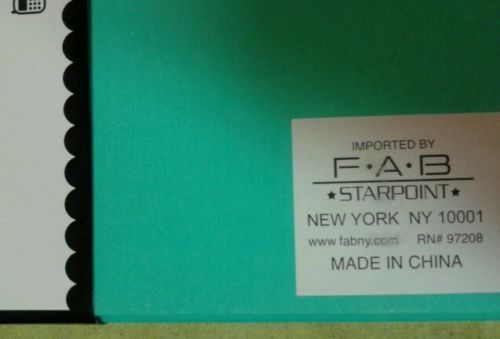 IMPORTED BY
F·A·B
★STARPOINT★
NEW YORK NY 10001
www.fabny.com RN# 97208
MADE IN CHINA